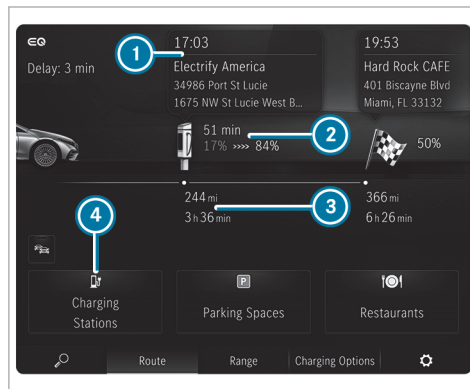 EQ
Delay: 3 min
17:03
Electrify America
34986 Port St Lucie
1675 NW St Lucie West B...
19:53
Hard Rock CAFE
401 Biscayne Blvd
Miami, FL 33132
1
51 min
17% »»» 84%
2
50%
244 mi
3 h 36 min
3
366 mi
6 h 26 min
4
Charging
Stations
P
Parking Spaces
Restaurants
Route
Range
Charging Options